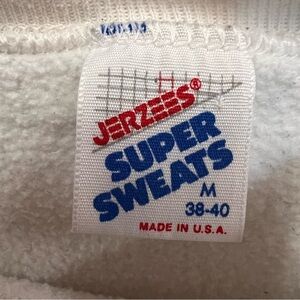 JERZEES®
SUPER
SWEATS
M
38-40
MADE IN U.S.A.